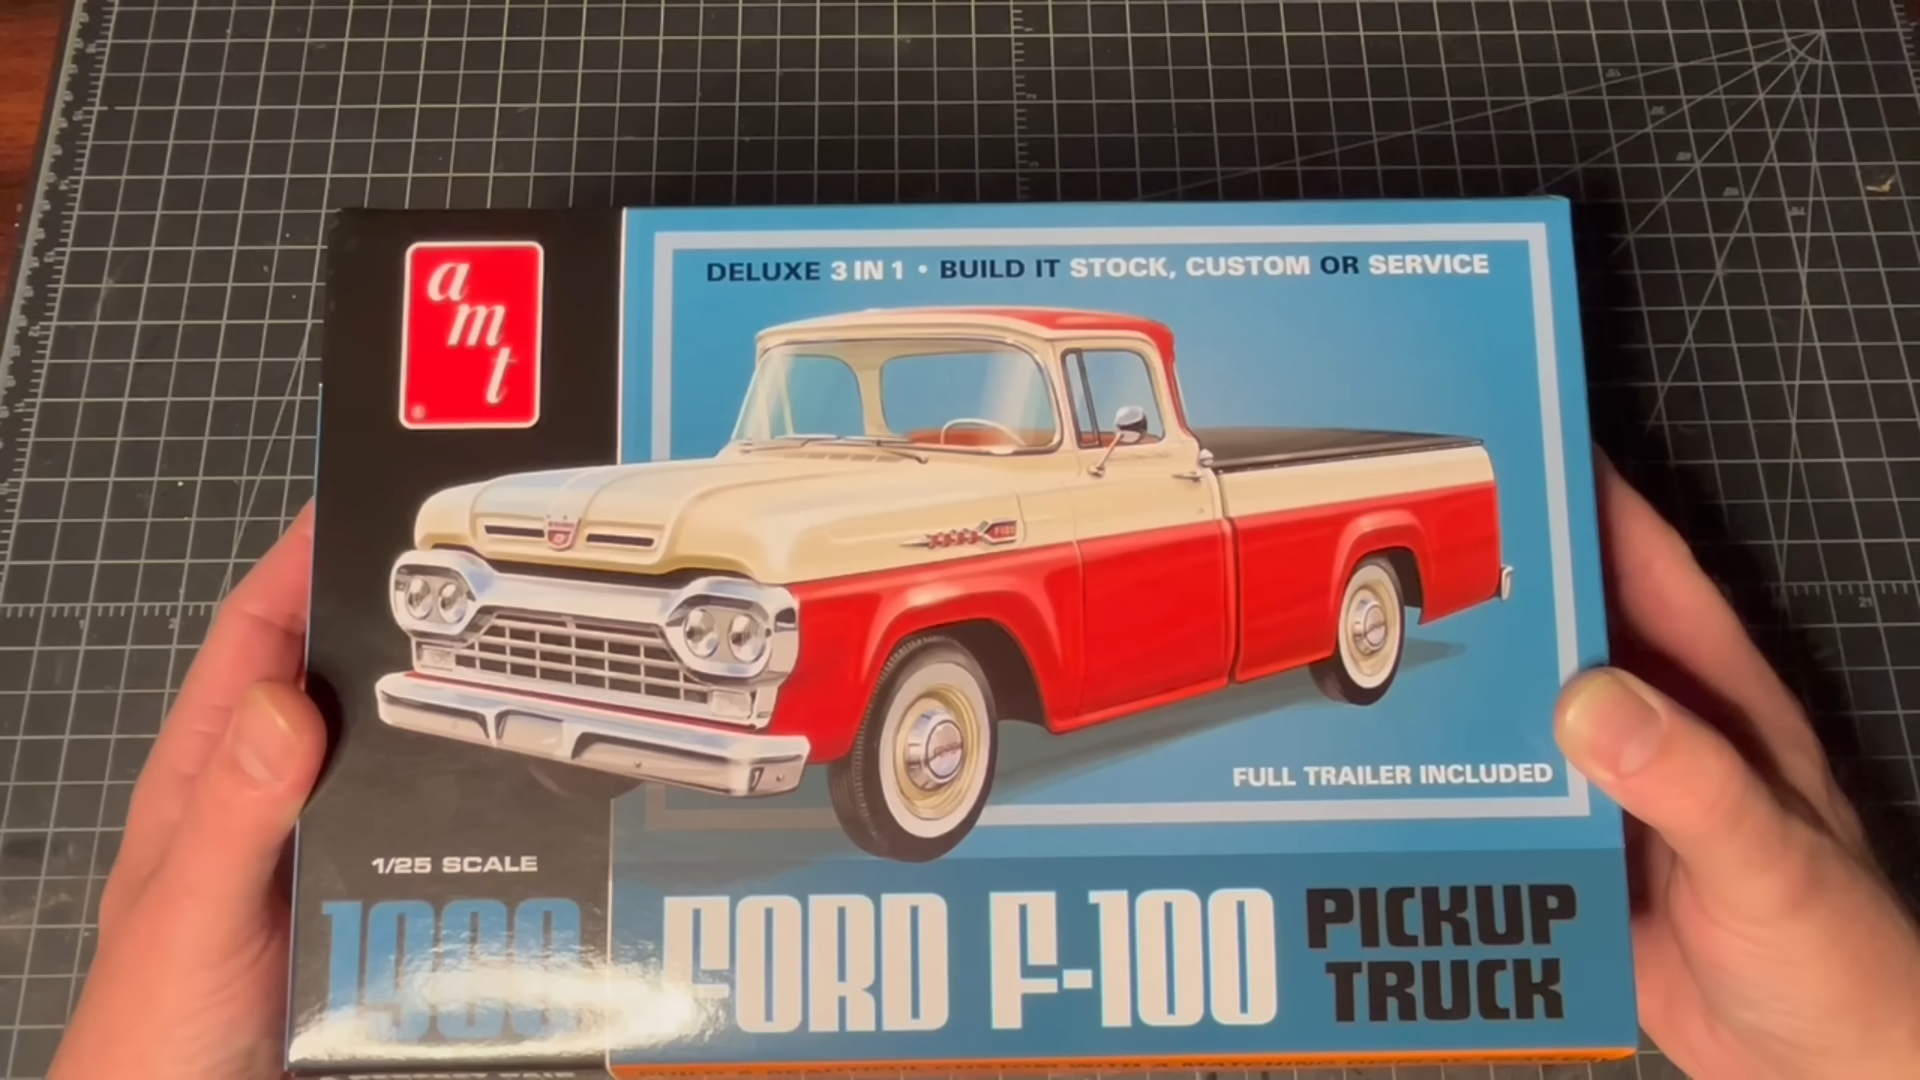 amt
DELUXE 3 IN 1 • BUILD IT STOCK, CUSTOM OR SERVICE
FULL TRAILER INCLUDED
1/25 SCALE
FORD F-100
PICKUP
TRUCK